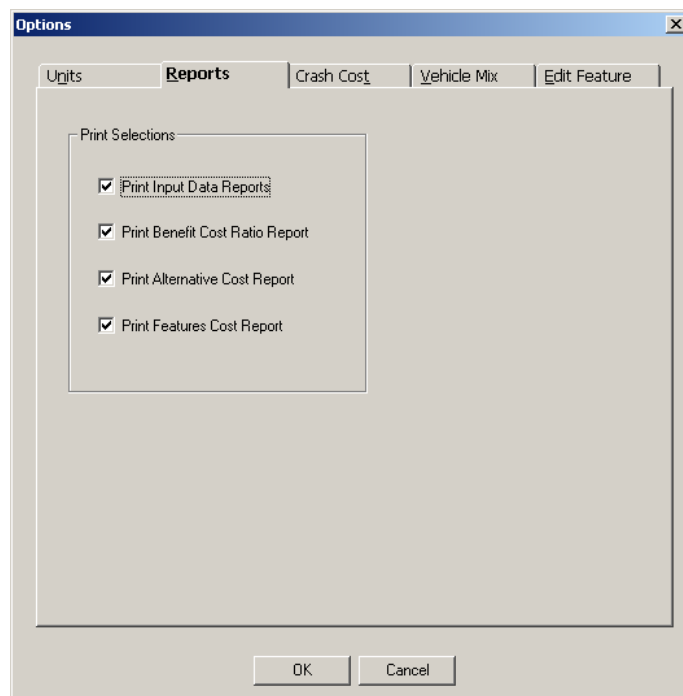 Options
Units Reports Crash Cost Vehicle Mix Edit Feature
Print Selections
Print Input Data Reports
Print Benefit Cost Ratio Report
Print Alternative Cost Report
Print Features Cost Report
OK Cancel